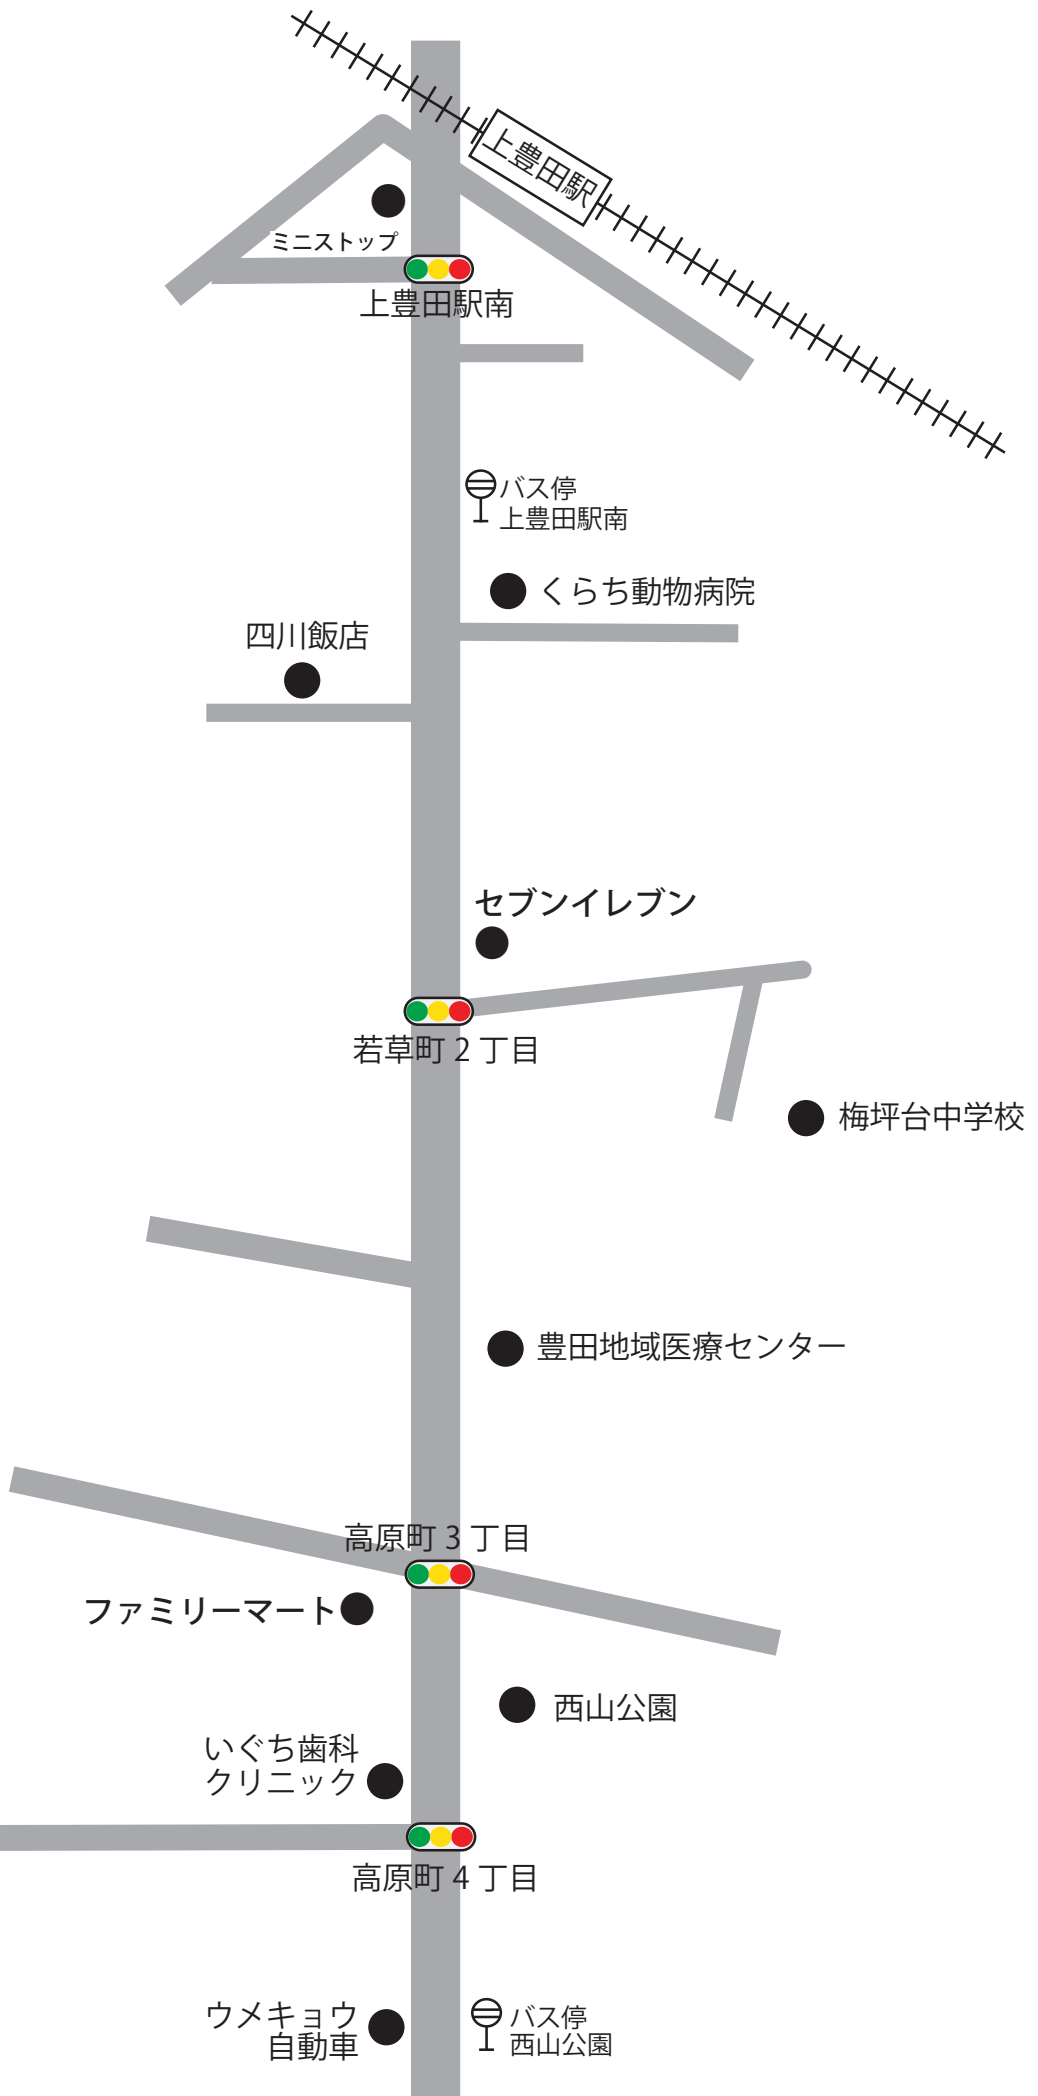 上豊田駅
ミニストップ
上豊田駅南
バス停
上豊田駅南
くらち動物病院
四川飯店
セブンイレブン
若草町 2 丁目
梅坪台中学校
豊田地域医療センター
高原町 3 丁目
ファミリーマート
西山公園
いぐち歯科
クリニック
高原町 4 丁目
ウメキョウ
自動車
バス停
西山公園